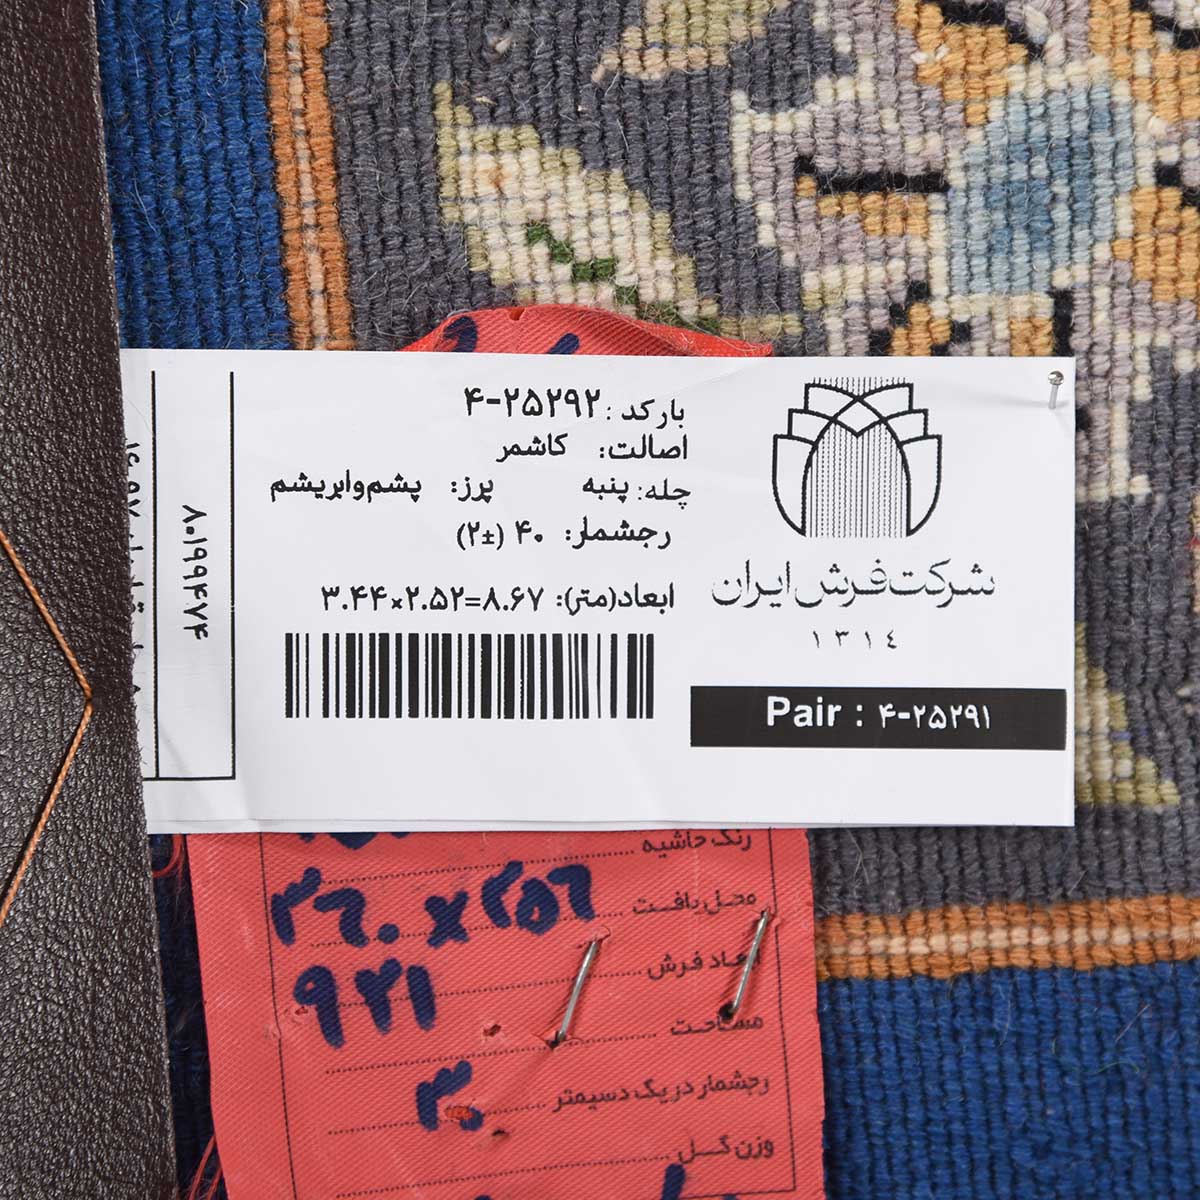 بارکد : ۴-۲۵۲۹۲
اصالت: کاشمر
چله: پنبه پرز: پشم‌وابریشم
رجشمار: ۴۰ (±۲)
ابعاد(متر): ۳.۴۴×۲.۵۲=۸.۶۷
شرکت فرش ایران
۱۳۱۴
Pair : ۴-۲۵۲۹۱
۸۰۱۹۹۴۷۴
رنگ حاشیه
محل بافت
۳۶۰×۲۵۶
ابعاد فرش
۹۲۱
مساحت
۳۰
رجشمار در یک دسیمتر
وزن کل